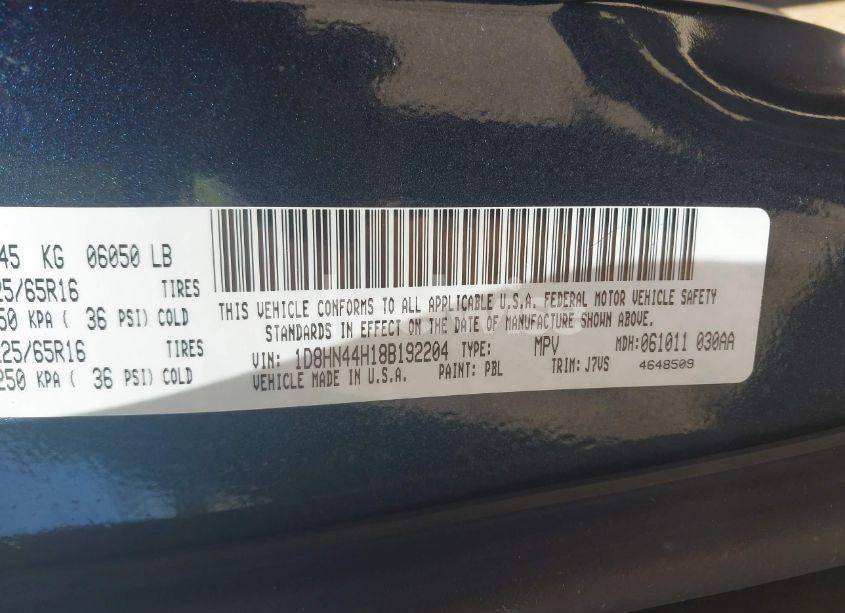 45 KG 06050 LB
25/65R16 TIRES
50 KPA ( 36 PSI) COLD
225/65R16 TIRES
250 KPA ( 36 PSI) COLD
THIS VEHICLE CONFORMS TO ALL APPLICABLE U.S.A. FEDERAL MOTOR VEHICLE SAFETY
STANDARDS IN EFFECT ON THE DATE OF MANUFACTURE SHOWN ABOVE.
VIN: 1D8HN44H18B192204 TYPE: MPV MDH:061011 030AA
VEHICLE MADE IN U.S.A. PAINT: PBL TRIM: J7VS 4648509